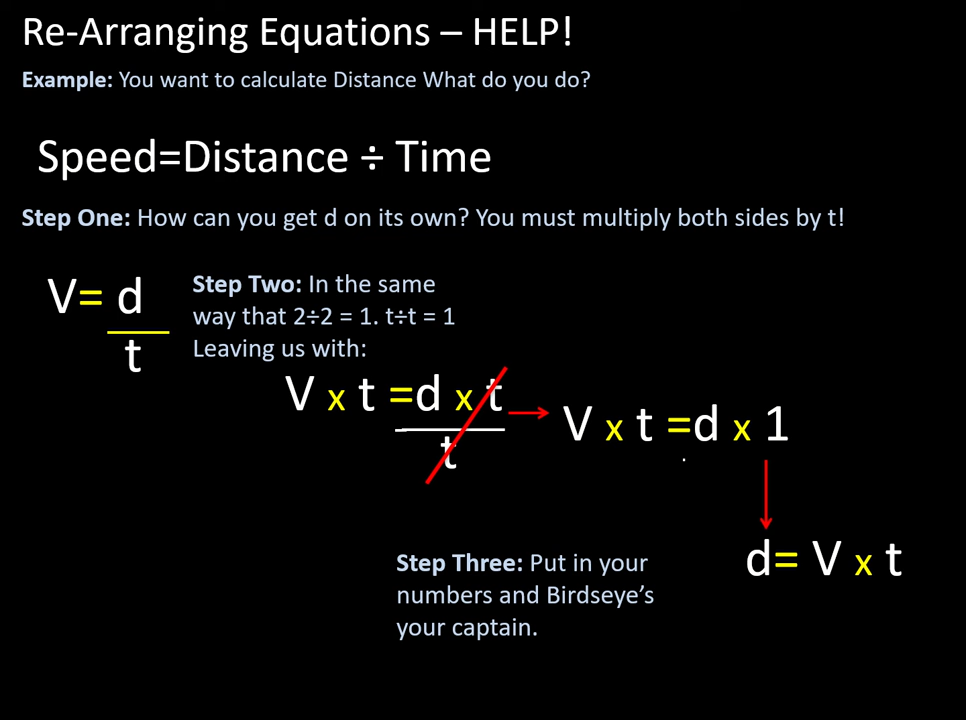 Re-Arranging Equations – HELP!
Example: You want to calculate Distance What do you do?
Speed=Distance ÷ Time
Step One: How can you get d on its own? You must multiply both sides by t!
V= d
t
Step Two: In the same
way that 2÷2 = 1. t÷t = 1
Leaving us with:
V x t =d x t
t
V x t =d x 1
d= V x t
Step Three: Put in your
numbers and Birdseye’s
your captain.